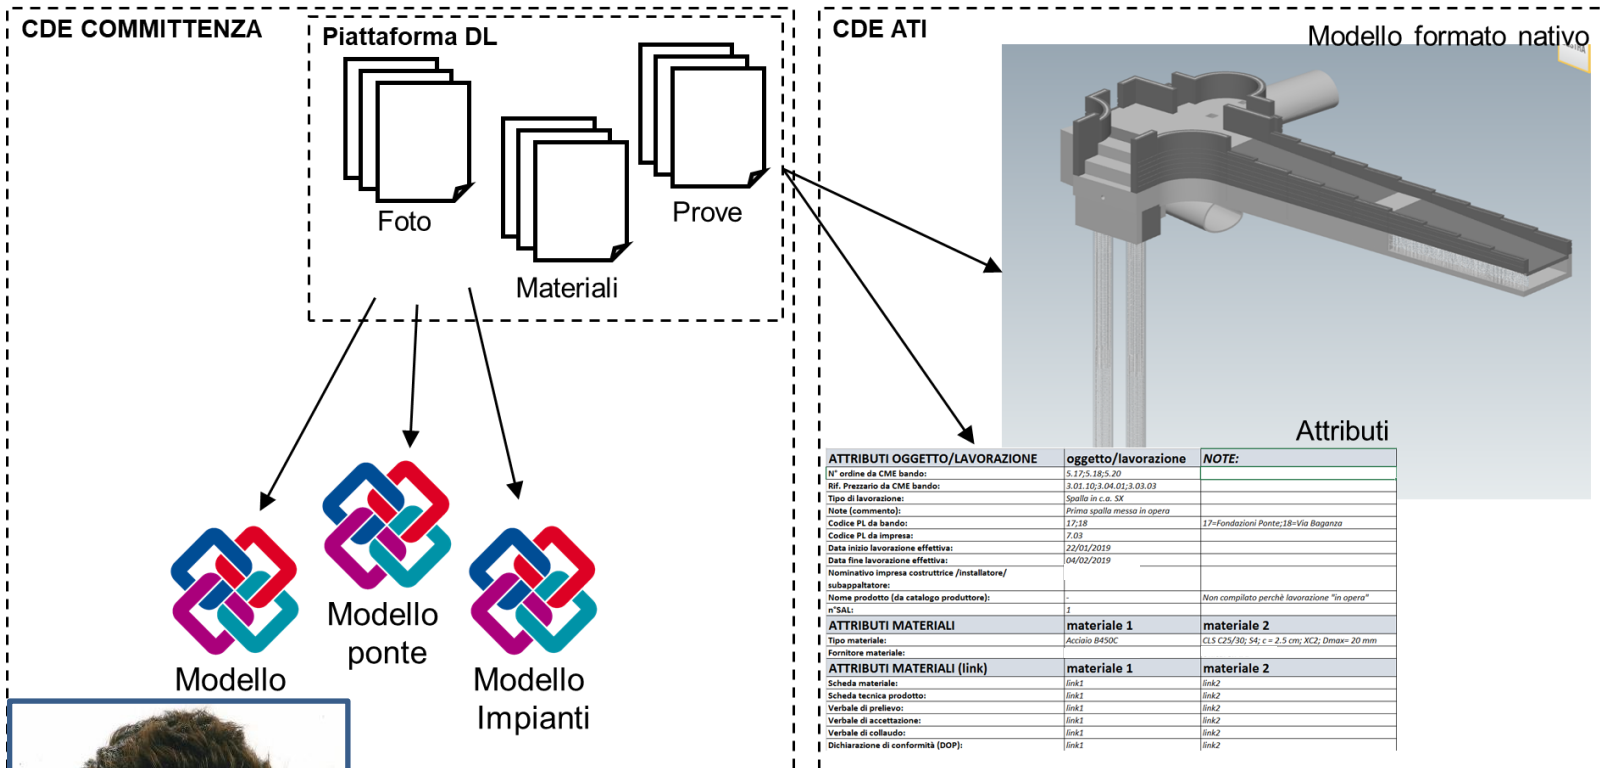 CDE COMMITTENZA
Piattaforma DL
Foto
Materiali
Prove
Modello
Modello
ponte
Modello
Impianti
CDE ATI
Modello formato nativo
Attributi
ATTRIBUTI OGGETTO/LAVORAZIONE oggetto/lavorazione NOTE:
N° ordine da CME bando: 5.17;5.18;5.20
Rif. Prezzario da CME bando: 3.01.10;3.04.01;3.03.03
Tipo di lavorazione: Spalla in c.a. SX
Note (commento): Prima spalla messa in opera
Codice PL da bando: 17;18 17=Fondazioni Ponte;18=Via Baganza
Codice PL da impresa: 7.03
Data inizio lavorazione effettiva: 22/01/2019
Data fine lavorazione effettiva: 04/02/2019
Nominativo impresa costruttrice /installatore/
subappaltatore:
Nome prodotto (da catalogo produttore): - Non compilato perchè lavorazione "in opera"
n°SAL: 1
ATTRIBUTI MATERIALI materiale 1 materiale 2
Tipo materiale: Acciaio B450C CLS C25/30; S4; c = 2.5 cm; XC2; Dmax= 20 mm
Fornitore materiale:
ATTRIBUTI MATERIALI (link) materiale 1 materiale 2
Scheda materiale: link1 link2
Scheda tecnica prodotto: link1 link2
Verbale di prelievo: link1 link2
Verbale di accettazione: link1 link2
Verbale di collaudo: link1 link2
Dichiarazione di conformità (DOP): link1 link2